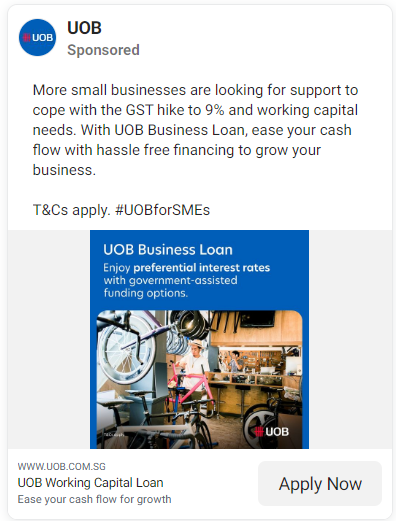 UOB
UOB
Sponsored
More small businesses are looking for support to
cope with the GST hike to 9% and working capital
needs. With UOB Business Loan, ease your cash
flow with hassle free financing to grow your
business.
T&Cs apply. #UOBforSMEs
UOB Business Loan
Enjoy preferential interest rates
with government-assisted
funding options.
T&Cs apply.
UOB
WWW.UOB.COM.SG
UOB Working Capital Loan
Ease your cash flow for growth
Apply Now